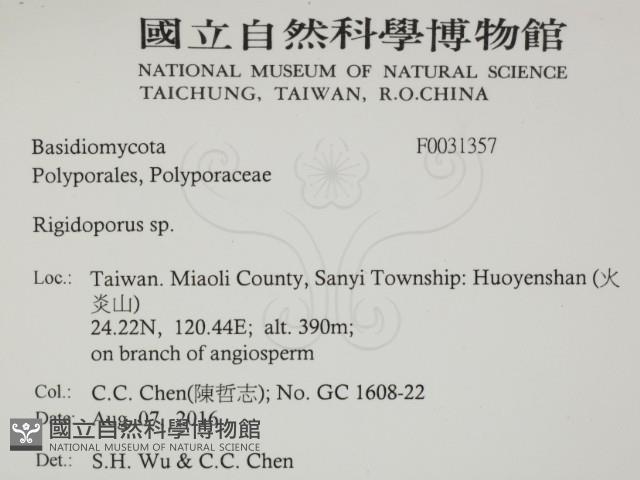 國立自然科學博物館
NATIONAL MUSEUM OF NATURAL SCIENCE
TAICHUNG, TAIWAN, R.O.CHINA
Basidiomycota F0031357
Polyporales, Polyporaceae
Rigidoporus sp.
Loc.: Taiwan. Miaoli County, Sanyi Township: Huoyenshan (火
炎山)
24.22N, 120.44E; alt. 390m;
on branch of angiosperm
Col.: C.C. Chen(陳哲志); No. GC 1608-22
Date: Aug. 07, 2016
國立自然科學博物館
NATIONAL MUSEUM OF NATURAL SCIENCE
Det.: S.H. Wu & C.C. Chen